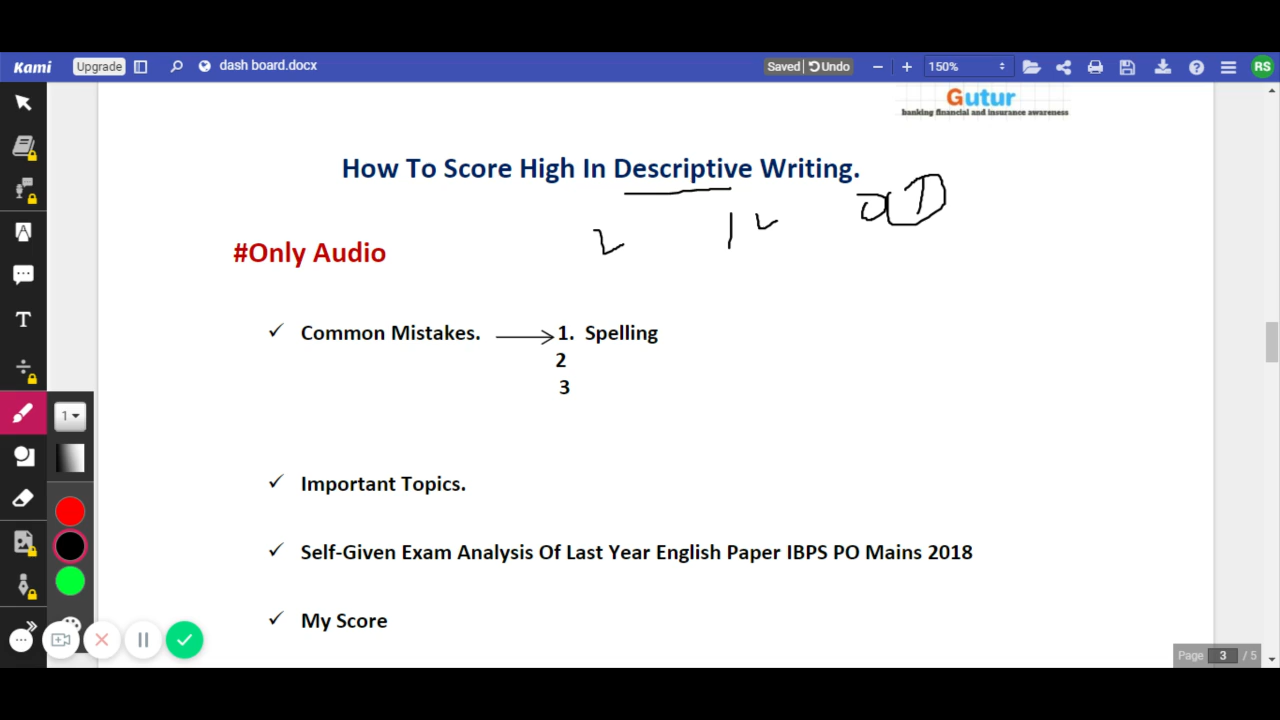 Kami Upgrade dash board.docx Saved Undo 150% RS
Gutur
banking financial and insurance awareness
How To Score High In Descriptive Writing.
#Only Audio
✓ Common Mistakes. → 1. Spelling
2
3
✓ Important Topics.
✓ Self-Given Exam Analysis Of Last Year English Paper IBPS PO Mains 2018
✓ My Score
T
1
Page 3 / 5